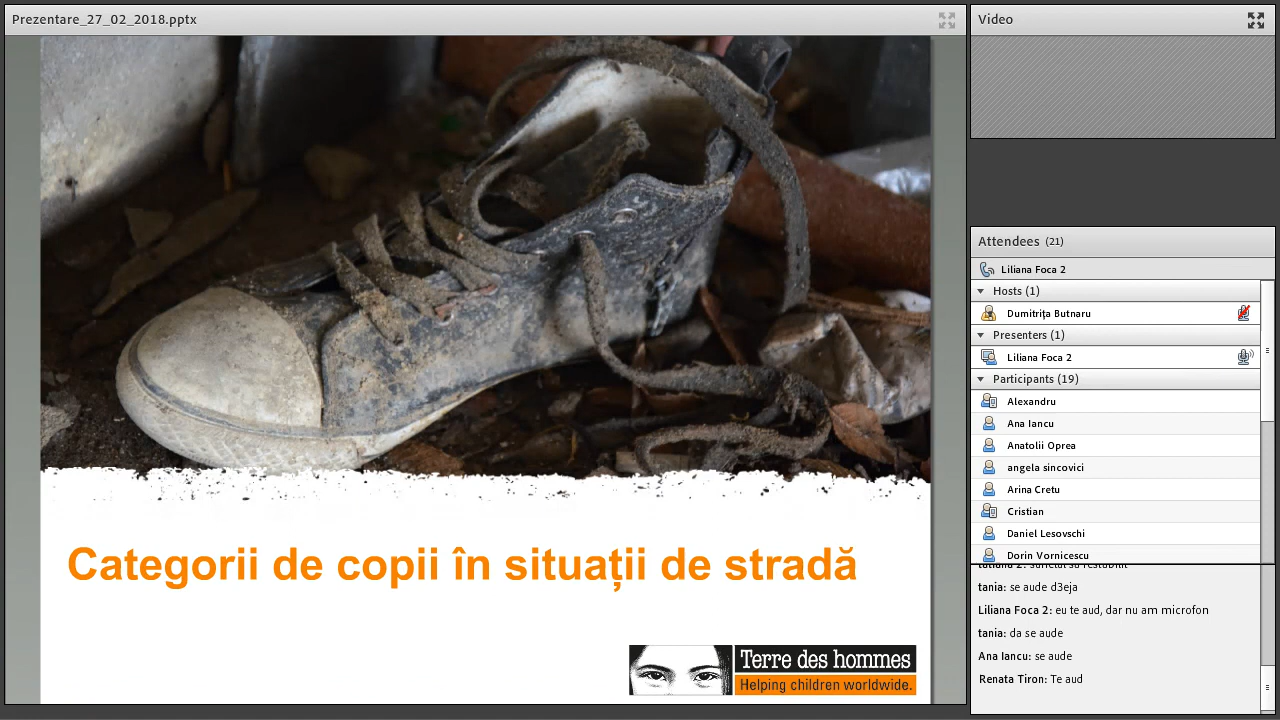 Prezentare_27_02_2018.pptx
Categorii de copii în situații de stradă
Terre des hommes
Helping children worldwide.
Video
Attendees (21)
Liliana Foca 2
Hosts (1)
Dumitriţa Butnaru
Presenters (1)
Liliana Foca 2
Participants (19)
Alexandru
Ana Iancu
Anatolii Oprea
angela sincovici
Arina Cretu
Cristian
Daniel Lesovschi
Dorin Vornicescu
tania: se aude d3eja
Liliana Foca 2: eu te aud, dar nu am microfon
tania: da se aude
Ana Iancu: se aude
Renata Tiron: Te aud